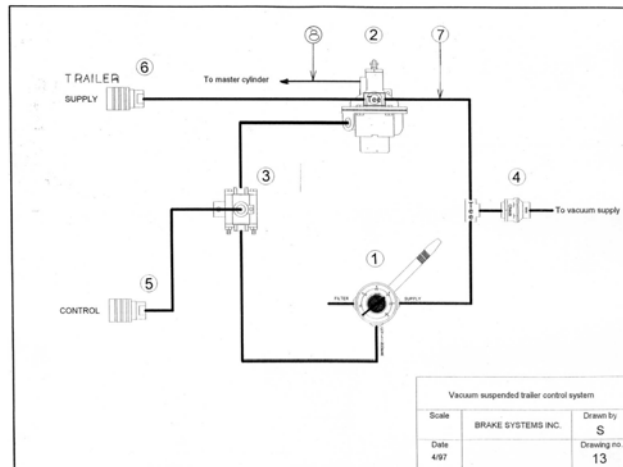 8
2
7
6
To master cylinder
TRAILER
SUPPLY
Tee
3
4
To vacuum supply
1
5
CONTROL
FILTER
SUPPLY
Vacuum suspended trailer control system
Scale
BRAKE SYSTEMS INC.
Drawn by
S
Date
4/97
Drawing no.
13